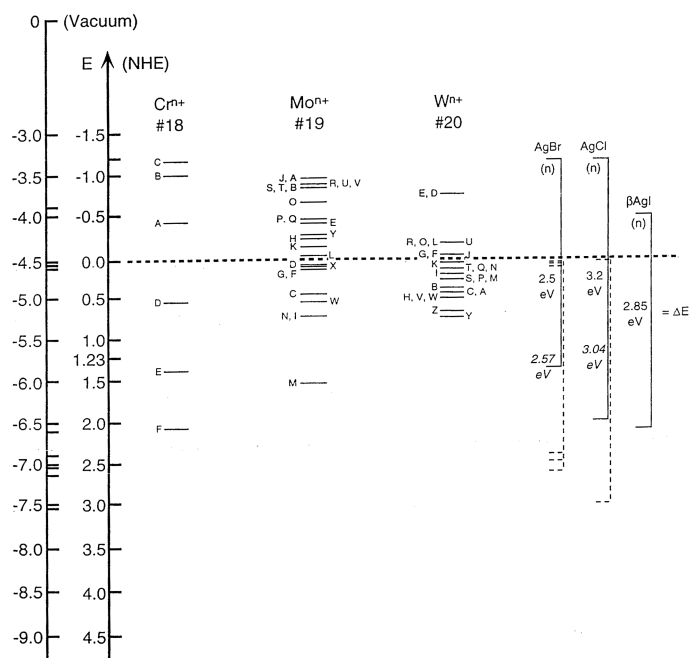 0 (Vacuum)
E (NHE)
Crⁿ⁺ Moⁿ⁺ Wⁿ⁺
#18 #19 #20
-3.0 -1.5
AgBr AgCl
(n) (n)
C
B
J, A
R, U, V
S, T, B
-1.0
E, D
O
βAgI
(n)
-4.0 -0.5
A
P, Q E
Y
H
K
R, O, L U
L
G, F J
-4.5 0.0
D X
G, F
K
T, Q, N
I
S, P, M
2.5 3.2
eV eV
B
C, A
C
H, V, W
W
-5.0 0.5
D
N, I
Z
Y
2.85
eV
= ΔE
1.0
-5.5 1.23
2.57 3.04
eV eV
E
-6.0 1.5
M
-6.5 2.0
F
-7.0 2.5
-7.5 3.0
-8.0 3.5
-8.5 4.0
-9.0 4.5